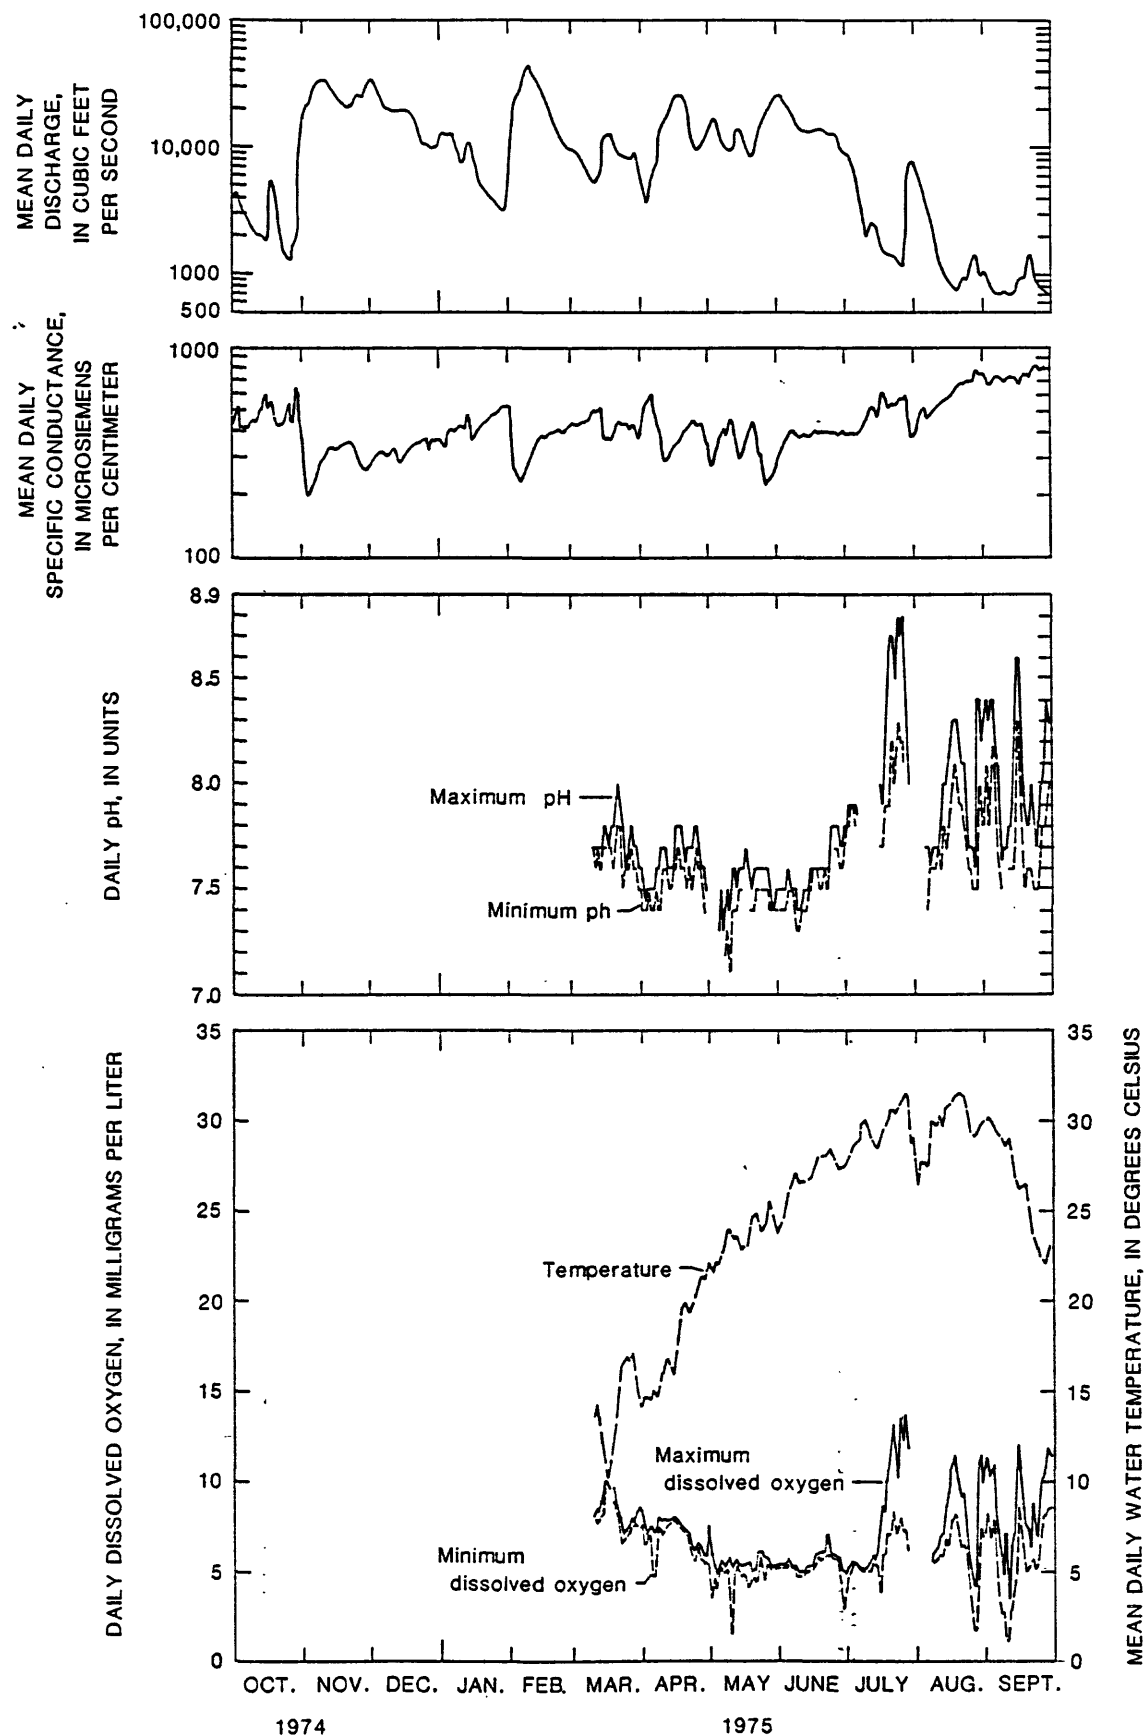 MEAN DAILY
DISCHARGE,
IN CUBIC FEET
PER SECOND
100,000
10,000
1000
500
MEAN DAILY
SPECIFIC CONDUCTANCE,
IN MICROSIEMENS
PER CENTIMETER
1000
100
DAILY pH, IN UNITS
8.9
8.5
8.0
7.5
7.0
Maximum pH
Minimum ph
DAILY DISSOLVED OXYGEN, IN MILLIGRAMS PER LITER
35
30
25
20
15
10
5
0
Temperature
Maximum
dissolved oxygen
Minimum
dissolved oxygen
35
30
25
20
15
10
5
0
MEAN DAILY WATER TEMPERATURE, IN DEGREES CELSIUS
OCT. NOV. DEC. JAN. FEB. MAR. APR. MAY JUNE JULY AUG. SEPT.
1974 1975